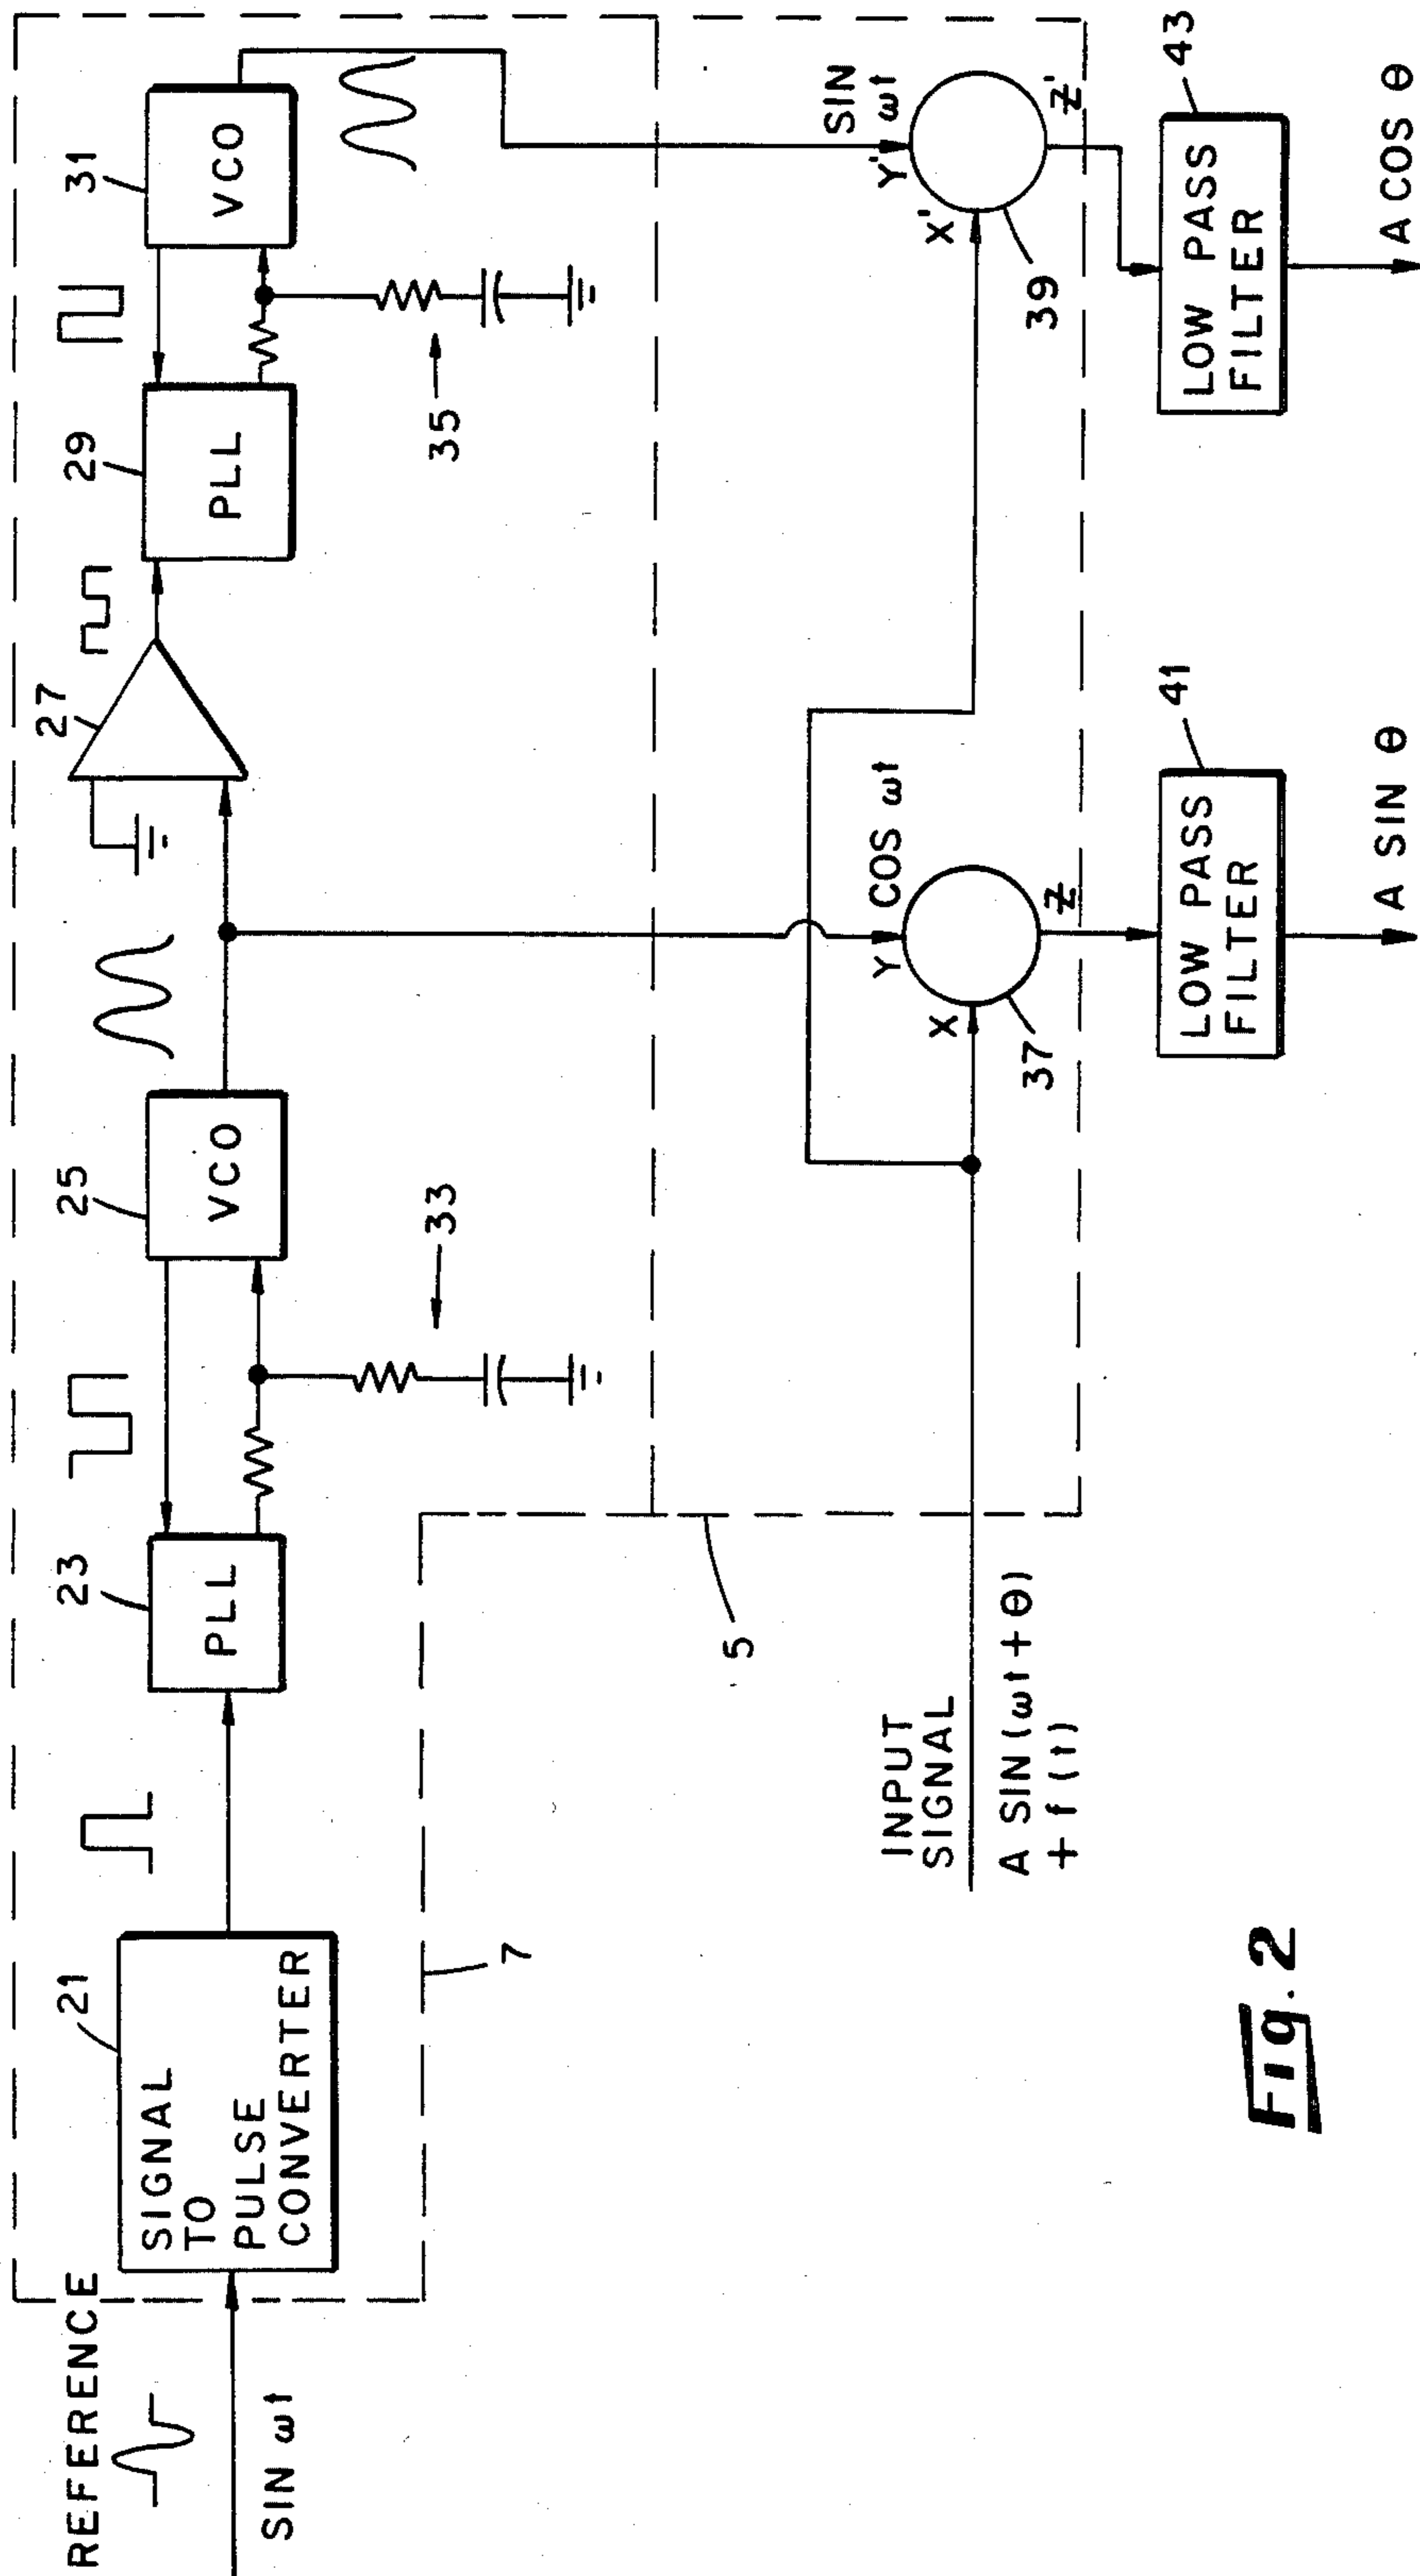 REFERENCE
SIN ωt
21
SIGNAL
TO
PULSE
CONVERTER
7
23
PLL
33
25
VCO
27
29
PLL
35
31
VCO
5
INPUT
SIGNAL
A SIN (ωt + θ)
+ f(t)
X
Y
COS ωt
Z
37
X'
Y'
SIN
ωt
Z'
39
41
LOW PASS
FILTER
A SIN θ
43
LOW PASS
FILTER
A COS θ
Fig. 2